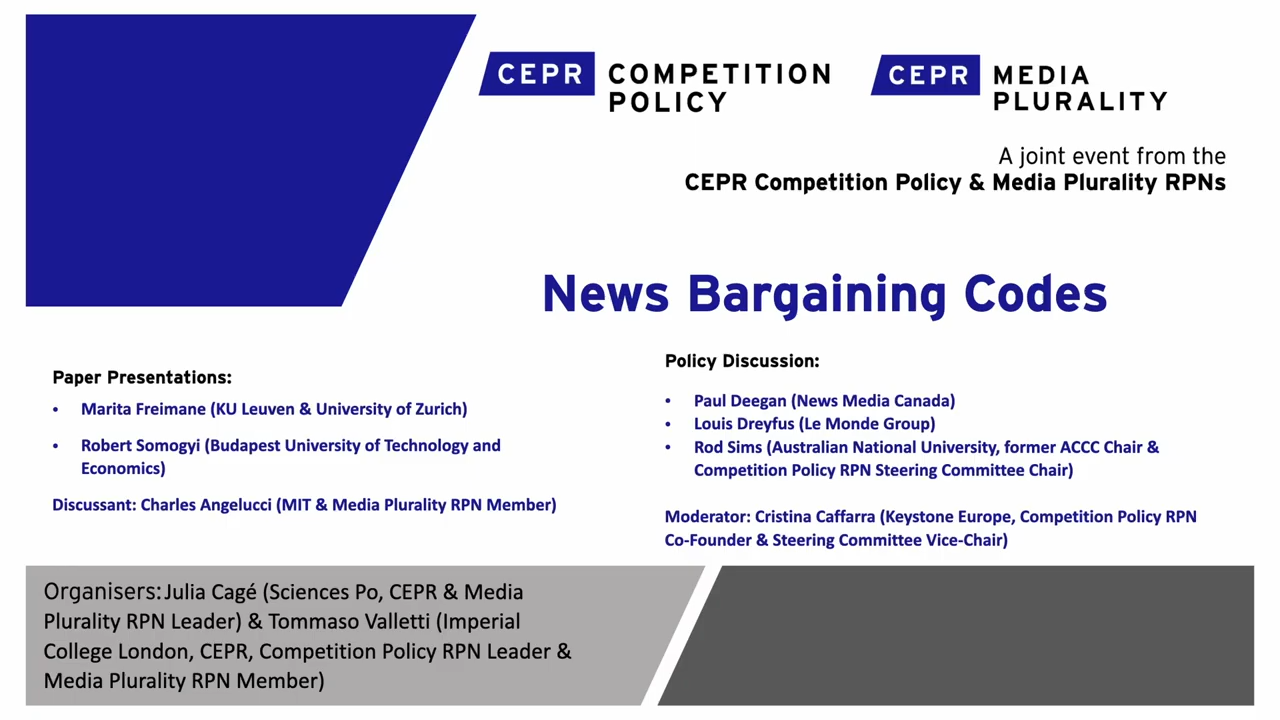 CEPR COMPETITION POLICY
CEPR MEDIA PLURALITY
A joint event from the
CEPR Competition Policy & Media Plurality RPNs
News Bargaining Codes
Paper Presentations:
• Marita Freimane (KU Leuven & University of Zurich)
• Robert Somogyi (Budapest University of Technology and
Economics)
Discussant: Charles Angelucci (MIT & Media Plurality RPN Member)
Policy Discussion:
• Paul Deegan (News Media Canada)
• Louis Dreyfus (Le Monde Group)
• Rod Sims (Australian National University, former ACCC Chair &
Competition Policy RPN Steering Committee Chair)
Moderator: Cristina Caffarra (Keystone Europe, Competition Policy RPN
Co-Founder & Steering Committee Vice-Chair)
Organisers: Julia Cagé (Sciences Po, CEPR & Media
Plurality RPN Leader) & Tommaso Valletti (Imperial
College London, CEPR, Competition Policy RPN Leader &
Media Plurality RPN Member)